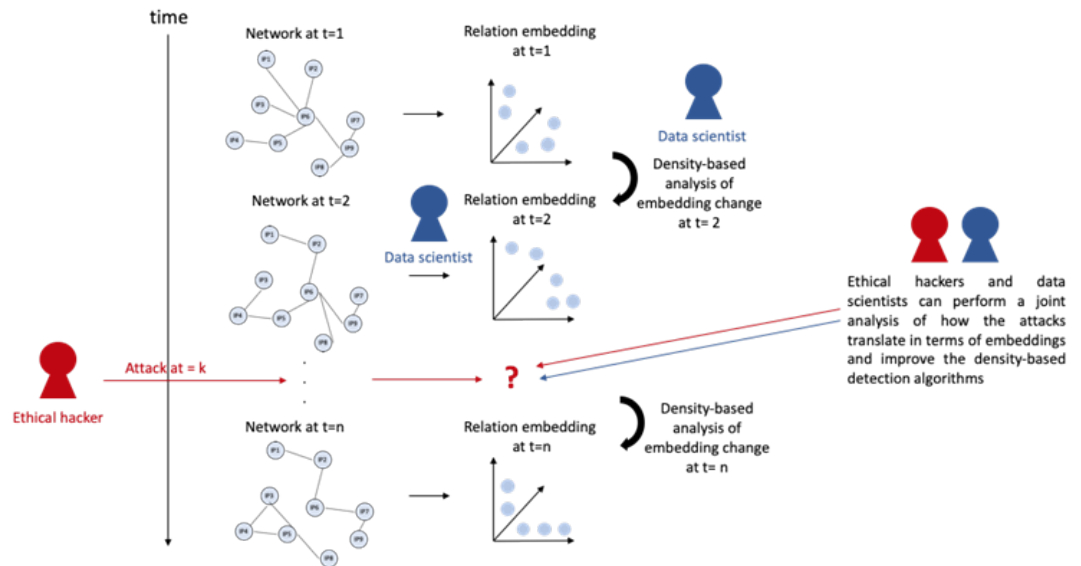 time
Network at t=1
IP1
IP2
IP3
IP6
IP7
IP4
IP5
IP9
IP8
Relation embedding
at t=1
Data scientist
Density-based
analysis of
embedding change
at t= 2
Network at t=2
IP1
IP2
IP3
IP6
IP7
IP4
IP5
IP9
IP8
Data scientist
Relation embedding
at t=2
Ethical hackers and data
scientists can perform a joint
analysis of how the attacks
translate in terms of embeddings
and improve the density-based
detection algorithms
Attack at = k
Ethical hacker
?
Network at t=n
IP1
IP2
IP3
IP6
IP7
IP4
IP5
IP9
IP8
Relation embedding
at t=n
Density-based
analysis of
embedding change
at t= n